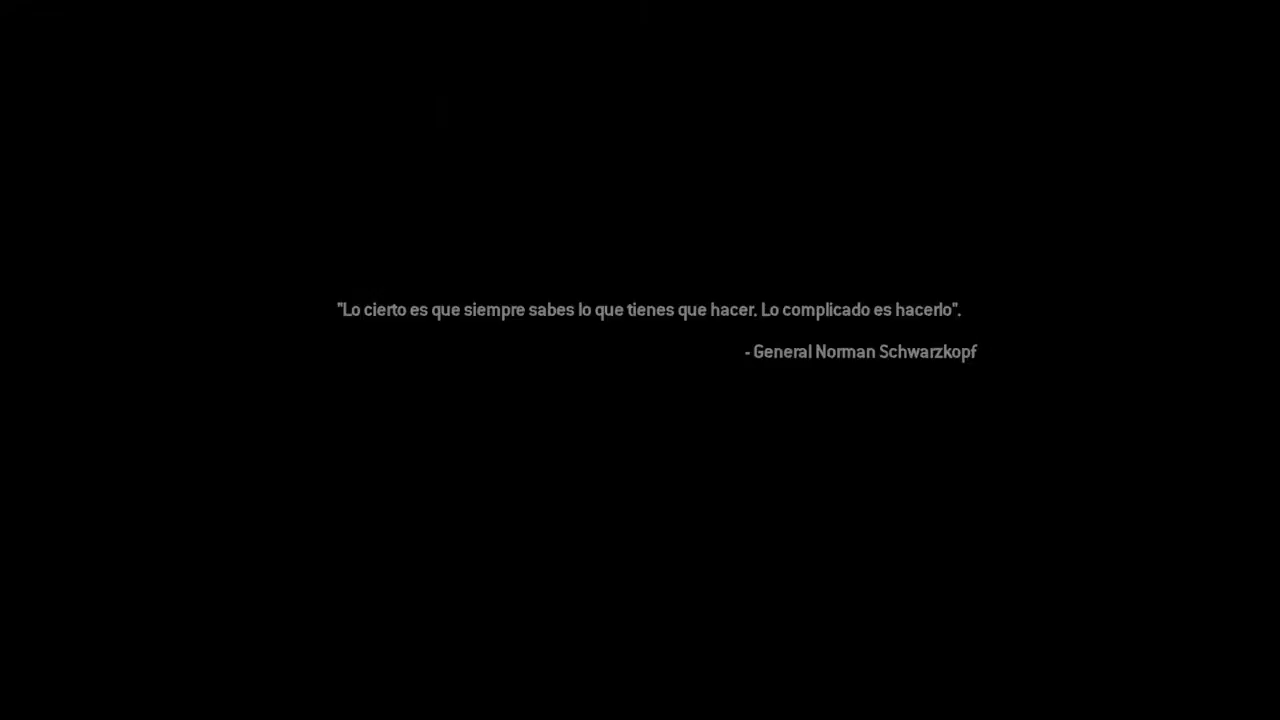 "Lo cierto es que siempre sabes lo que tienes que hacer. Lo complicado es hacerlo".
- General Norman Schwarzkopf